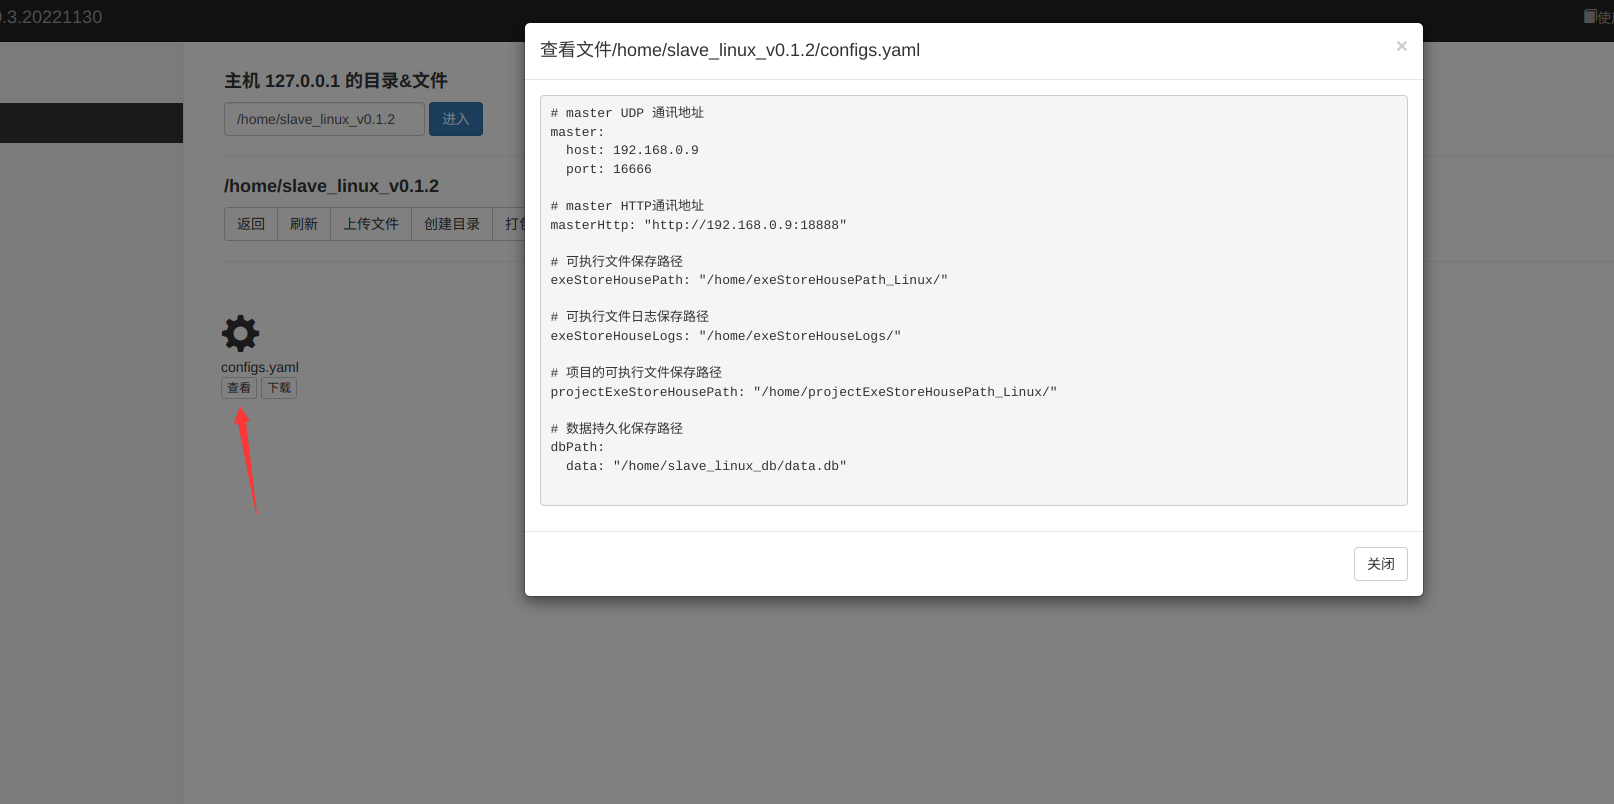 0.3.20221130
使用
主机 127.0.0.1 的目录&文件
/home/slave_linux_v0.1.2
进入
/home/slave_linux_v0.1.2
返回
刷新
上传文件
创建目录
打包
configs.yaml
查看
下载
查看文件/home/slave_linux_v0.1.2/configs.yaml
×
# master UDP 通讯地址
master:
  host: 192.168.0.9
  port: 16666
# master HTTP通讯地址
masterHttp: "http://192.168.0.9:18888"
# 可执行文件保存路径
exeStoreHousePath: "/home/exeStoreHousePath_Linux/"
# 可执行文件日志保存路径
exeStoreHouseLogs: "/home/exeStoreHouseLogs/"
# 项目的可执行文件保存路径
projectExeStoreHousePath: "/home/projectExeStoreHousePath_Linux/"
# 数据持久化保存路径
dbPath:
  data: "/home/slave_linux_db/data.db"
关闭